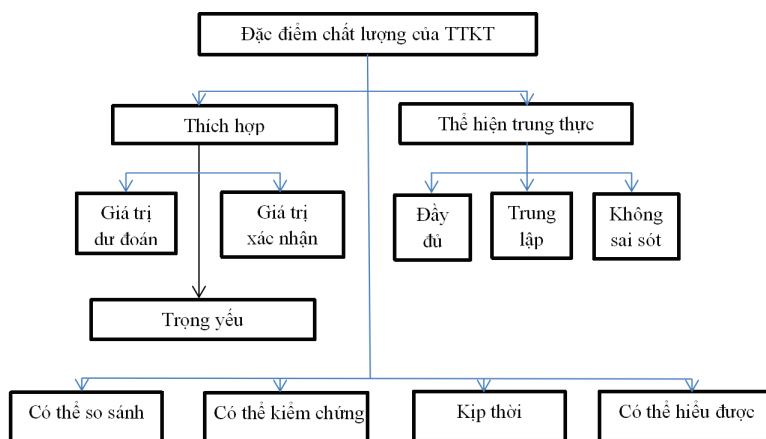 Đặc điểm chất lượng của TTKT
Thích hợp
Thể hiện trung thực
Giá trị
dư đoán
Giá trị
xác nhận
Đầy
đủ
Trung
lập
Không
sai sót
Trọng yếu
Có thể so sánh
Có thể kiểm chứng
Kịp thời
Có thể hiểu được